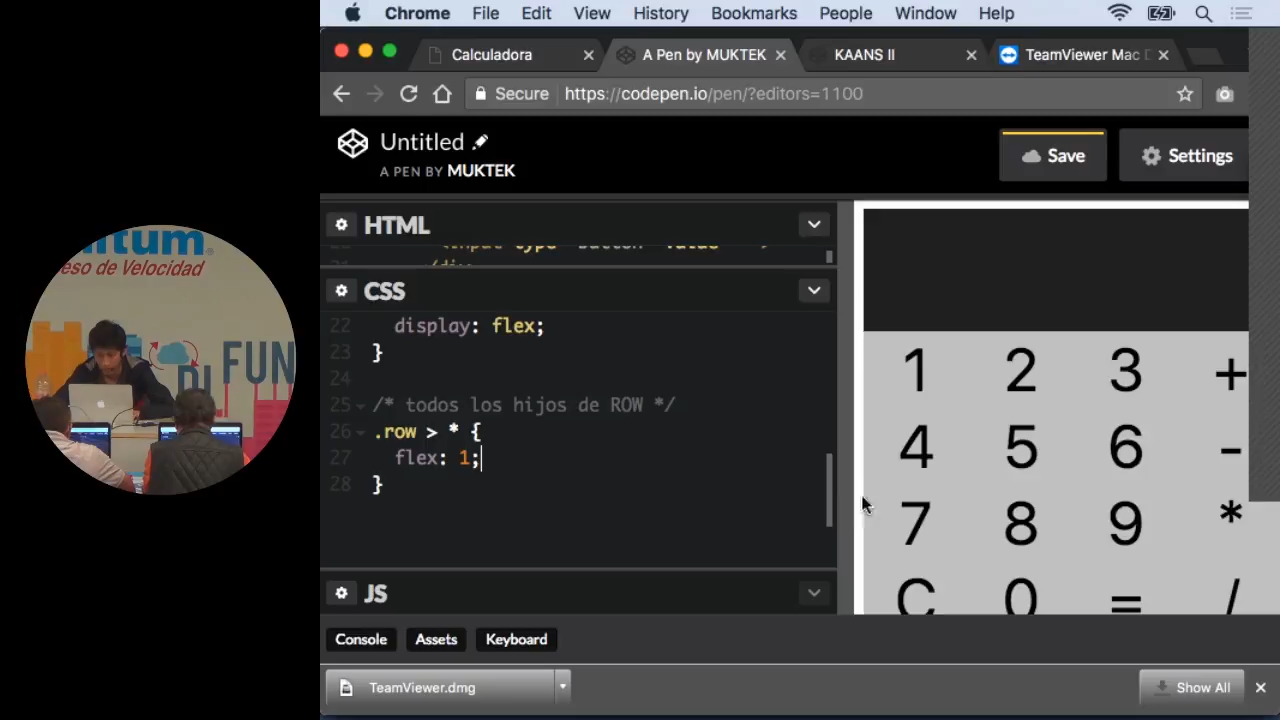 Chrome File Edit View History Bookmarks People Window Help
Calculadora
A Pen by MUKTEK
KAANS II
TeamViewer Mac D
Secure https://codepen.io/pen/?editors=1100
Untitled
A PEN BY MUKTEK
Save
Settings
HTML
CSS
22 display: flex;
23 }
24
25 /* todos los hijos de ROW */
26 .row > * {
27 flex: 1;
28 }
JS
1 2 3 +
4 5 6 -
7 8 9 *
C 0 = /
Console Assets Keyboard
TeamViewer.dmg
Show All
eso de Velocidad
FUN